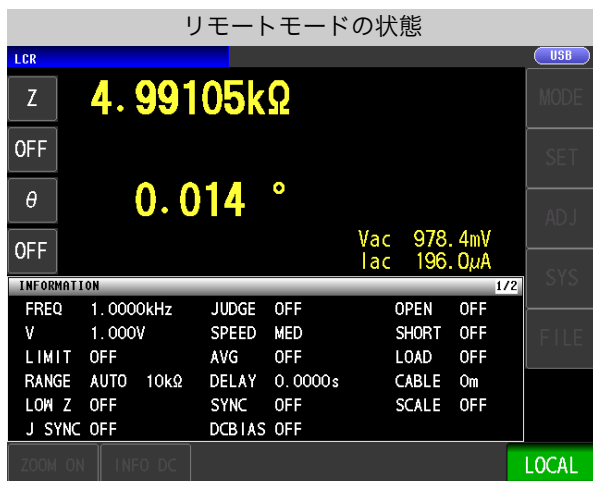 リモートモードの状態
LCR USB
Z 4.99105kΩ MODE
OFF SET
θ 0.014 ° ADJ
OFF Vac 978.4mV
Iac 196.0μA SYS
INFORMATION 1/2
FREQ 1.0000kHz JUDGE OFF OPEN OFF
V 1.000V SPEED MED SHORT OFF FILE
LIMIT OFF AVG OFF LOAD OFF
RANGE AUTO 10kΩ DELAY 0.0000s CABLE 0m
LOW Z OFF SYNC OFF SCALE OFF
J SYNC OFF DCBIAS OFF
ZOOM ON INFO DC LOCAL